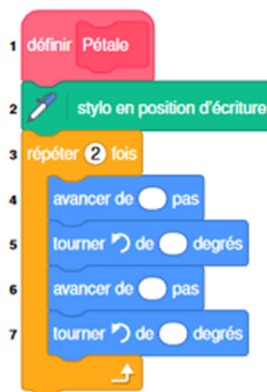 1 définir Pétale
2 stylo en position d'écriture
3 répéter 2 fois
4 avancer de pas
5 tourner de degrés
6 avancer de pas
7 tourner de degrés